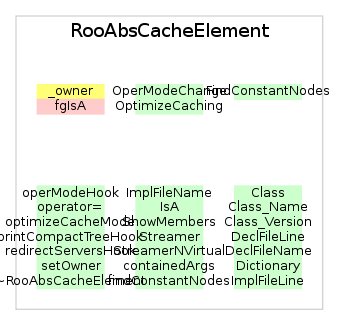 RooAbsCacheElement
_owner
fgIsA
OperModeChange
OptimizeCaching
FindConstantNodes
operModeHook
operator=
optimizeCacheMode
printCompactTreeHook
redirectServersHook
setOwner
~RooAbsCacheElement
ImplFileName
IsA
ShowMembers
Streamer
StreamerNVirtual
containedArgs
findConstantNodes
Class
Class_Name
Class_Version
DeclFileLine
DeclFileName
Dictionary
ImplFileLine